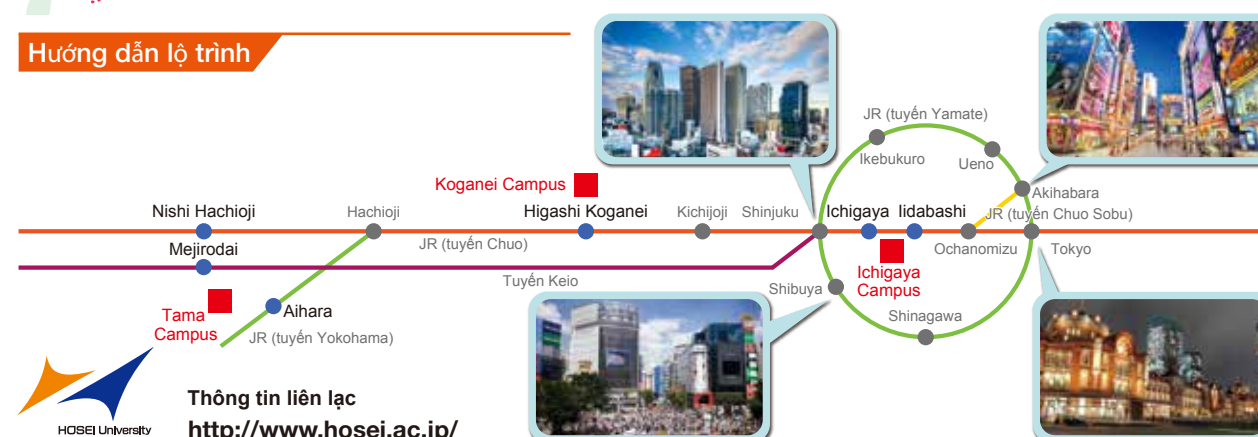 Hướng dẫn lộ trình
JR (tuyến Yamate)
Ikebukuro
Ueno
Akihabara
Koganei Campus
Nishi Hachioji
Hachioji
Higashi Koganei
Kichijoji
Shinjuku
Ichigaya
Iidabashi
JR (tuyến Chuo Sobu)
Mejirodai
JR (tuyến Chuo)
Ochanomizu
Tokyo
Tuyến Keio
Ichigaya
Campus
Shibuya
Tama
Campus
Aihara
JR (tuyến Yokohama)
Shinagawa
HOSEI University
Thông tin liên lạc
http://www.hosei.ac.jp/